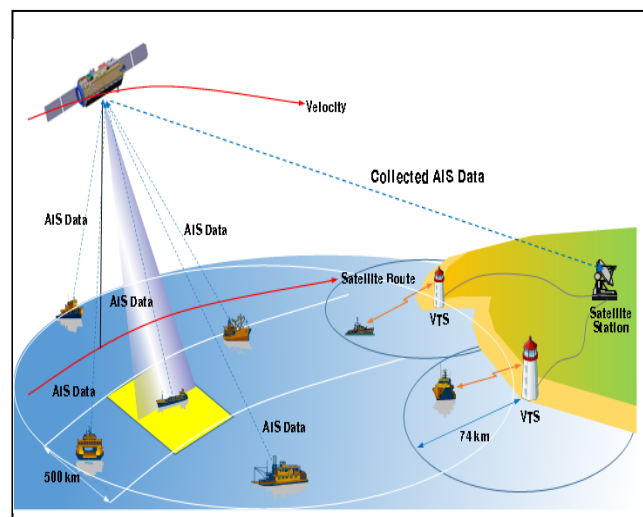 Velocity
Collected AIS Data
AIS Data
AIS Data
Satellite Route
AIS Data
VTS
Satellite
Station
AIS Data
VTS
AIS Data
74 km
500 km